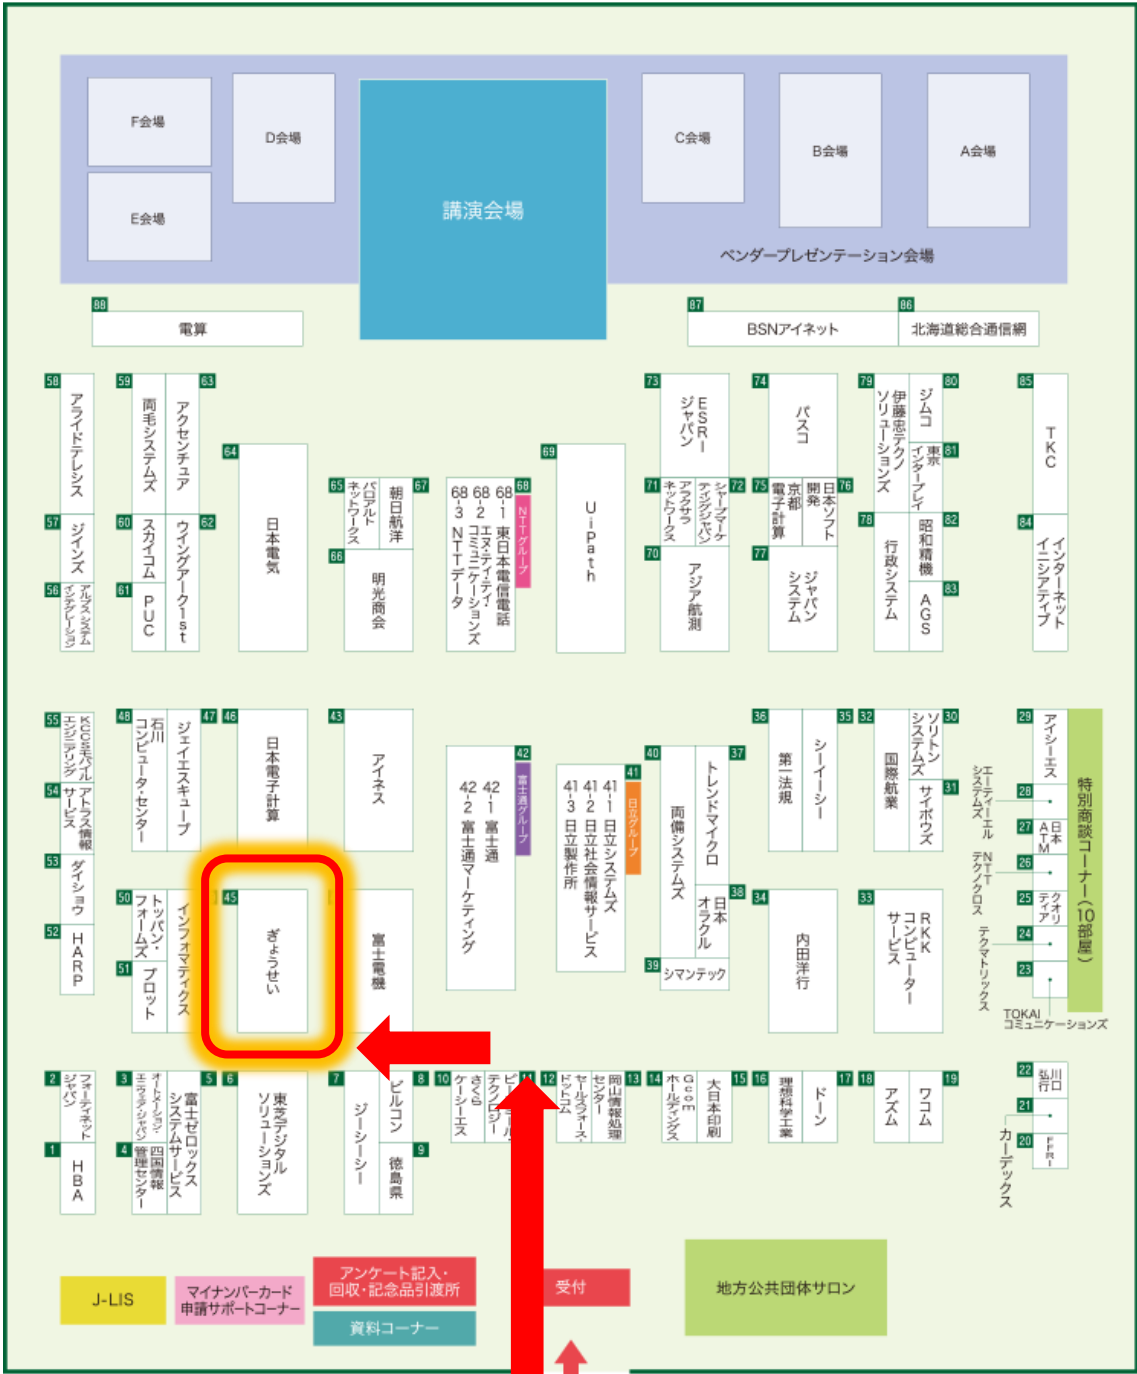 F会場
D会場
E会場
講演会場
C会場
B会場
A会場
ベンダープレゼンテーション会場
88
電算
87
BSNアイネット
86
北海道総合通信網
58
アライドテレシス
59
両毛システムズ
63
アクセンチュア
64
日本電気
65
パロアルト
ネットワークス
67
朝日航洋
66
明光商会
68
NTTグループ
68-1 東日本電信電話
68-2 エヌ・ティ・ティ・
コミュニケーションズ
68-3 NTTデータ
69
UiPath
73
ESRI
ジャパン
71
アラクサラ
ネットワークス
72
シャープマーケ
ティングジャパン
70
アジア航測
74
パスコ
75
京都
電子計算
76
日本ソフト
開発
77
ジャパン
システム
79
伊藤忠テクノ
ソリューションズ
80
ジムコ
81
東京
インタープレイ
78
行政システム
82
昭和精機
83
AGS
85
TKC
84
インターネット
イニシアティブ
57
ジインズ
56
アルプス システム
インテグレーション
60
スカイコム
61
PUC
62
ウイングアーク1st
55
KCCSモバイル
エンジニアリング
54
アトラス情報
サービス
53
ダイショウ
52
HARP
48
石川
コンピュータ・センター
47
ジェイエスキューブ
46
日本電子計算
43
アイネス
50
トッパン・
フォームズ
51
プロット
インフォマティクス
45
ぎょうせい
富士電機
42
富士通グループ
42-1 富士通
42-2 富士通マーケティング
41
日立グループ
41-1 日立システムズ
41-2 日立社会情報サービス
41-3 日立製作所
40
両備システムズ
37
トレンドマイクロ
38
日本
オラクル
39
シマンテック
36
第一法規
35
シーイーシー
34
内田洋行
32
国際航業
30
ソリトン
システムズ
31
サイボウズ
33
RKK
コンピューター
サービス
29
アイシーエス
28
エーティーエル
システムズ
27
日本
ATM
26
NTT
テクノクロス
25
クオリ
ティア
24
テクマトリックス
23
TOKAI
コミュニケーションズ
特別商談コーナー(10部屋)
2
フォーティネット
ジャパン
1
HBA
3
オートメーション・
エニウェア・ジャパン
4
四国情報
管理センター
5
富士ゼロックス
システムサービス
6
東芝デジタル
ソリューションズ
7
ジーシーシー
8
ビルコン
9
徳島県
10
さくら
ケーシーエス
11
テクノロジー
12
セールスフォース・
ドットコム
13
岡山情報処理
センター
14
Gcom
ホールディングス
15
大日本印刷
16
理想科学工業
17
ドーン
18
アズム
19
ワコム
22
川口
弘行
21
カーデックス
20
FFRI
J-LIS
マイナンバーカード
申請サポートコーナー
アンケート記入・
回収・記念品引渡所
資料コーナー
受付
地方公共団体サロン